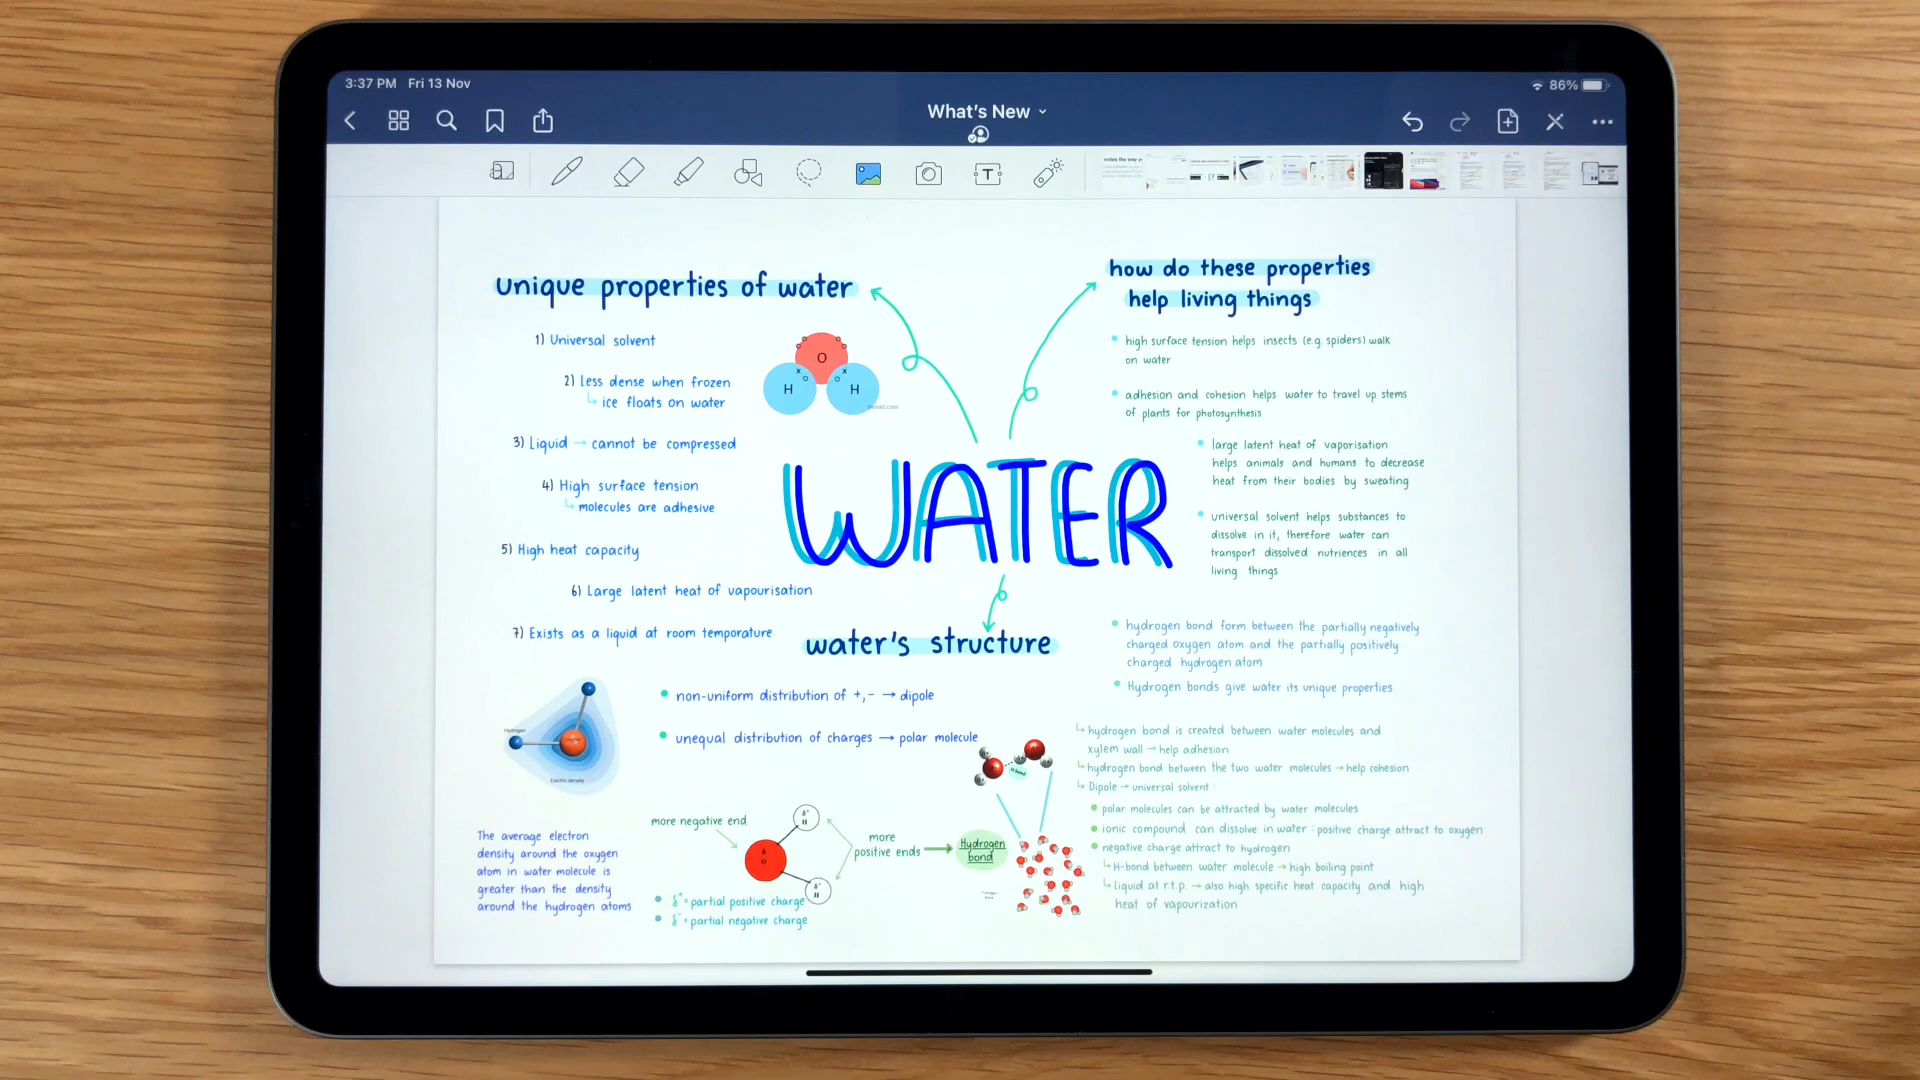 3:37 PM Fri 13 Nov
86%
What's New
unique properties of water
1) Universal solvent
2) Less dense when frozen
ice floats on water
3) Liquid → cannot be compressed
4) High surface tension
molecules are adhesive
5) High heat capacity
6) Large latent heat of vapourisation
7) Exists as a liquid at room temporature
O
H
H
how do these properties
help living things
high surface tension helps insects (e.g. spiders) walk
on water
adhesion and cohesion helps water to travel up stems
of plants for photosynthesis
large latent heat of vaporisation
helps animals and humans to decrease
heat from their bodies by sweating
universal solvent helps substances to
dissolve in it, therefore water can
transport dissolved nutriences in all
living things
WATER
water's structure
non-uniform distribution of +,- → dipole
unequal distribution of charges → polar molecule
Hydrogen
Electric density
The average electron
density around the oxygen
atom in water molecule is
greater than the density
around the hydrogen atoms
more negative end
δ+
H
δ
O
δ+
H
more
positive ends
Hydrogen
bond
δ+ = partial positive charge
δ- = partial negative charge
hydrogen bond form between the partially negatively
charged oxygen atom and the partially positively
charged hydrogen atom
Hydrogen bonds give water its unique properties
hydrogen bond is created between water molecules and
xylem wall → help adhesion
hydrogen bond between the two water molecules → help cohesion
Dipole → universal solvent :
polar molecules can be attracted by water molecules
ionic compound can dissolve in water : positive charge attract to oxygen
negative charge attract to hydrogen
H-bond between water molecule → high boiling point
liquid at r.t.p. → also high specific heat capacity and high
heat of vapourization